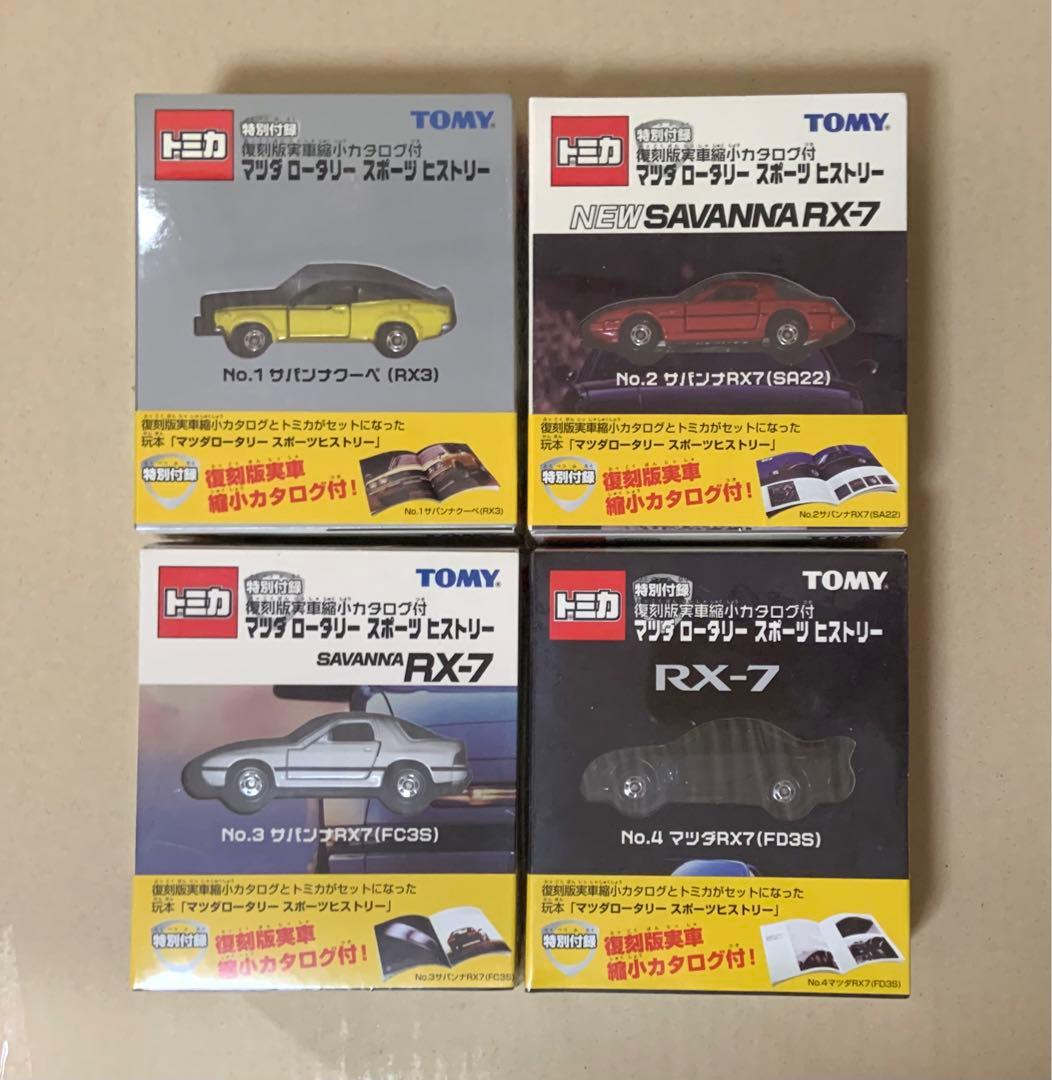 トミカ
特別付録
TOMY
復刻版実車縮小カタログ付
マツダ ロータリー スポーツ ヒストリー
No.1 サバンナクーペ (RX3)
復刻版実車縮小カタログとトミカがセットになった
玩本「マツダロータリー スポーツヒストリー」
特別付録
復刻版実車
縮小カタログ付!
No.1サバンナクーペ(RX3)
トミカ
特別付録
TOMY
復刻版実車縮小カタログ付
マツダ ロータリー スポーツ ヒストリー
NEW SAVANNA RX-7
No.2 サバンナRX7(SA22)
復刻版実車縮小カタログとトミカがセットになった
玩本「マツダロータリー スポーツヒストリー」
特別付録
復刻版実車
縮小カタログ付!
No.2サバンナRX7(SA22)
トミカ
特別付録
TOMY
復刻版実車縮小カタログ付
マツダ ロータリー スポーツ ヒストリー
SAVANNA RX-7
No.3 サバンナRX7(FC3S)
復刻版実車縮小カタログとトミカがセットになった
玩本「マツダロータリー スポーツヒストリー」
特別付録
復刻版実車
縮小カタログ付!
No.3サバンナRX7(FC3S)
トミカ
特別付録
TOMY
復刻版実車縮小カタログ付
マツダ ロータリー スポーツ ヒストリー
RX-7
No.4 マツダRX7(FD3S)
復刻版実車縮小カタログとトミカがセットになった
玩本「マツダロータリー スポーツヒストリー」
特別付録
復刻版実車
縮小カタログ付!
No.4マツダRX7(FD3S)